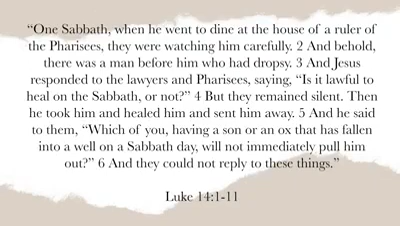 “One Sabbath, when he went to dine at the house of a ruler of
the Pharisees, they were watching him carefully. 2 And behold,
there was a man before him who had dropsy. 3 And Jesus
responded to the lawyers and Pharisees, saying, “Is it lawful to
heal on the Sabbath, or not?” 4 But they remained silent. Then
he took him and healed him and sent him away. 5 And he said
to them, “Which of you, having a son or an ox that has fallen
into a well on a Sabbath day, will not immediately pull him
out?” 6 And they could not reply to these things.”
Luke 14:1-11